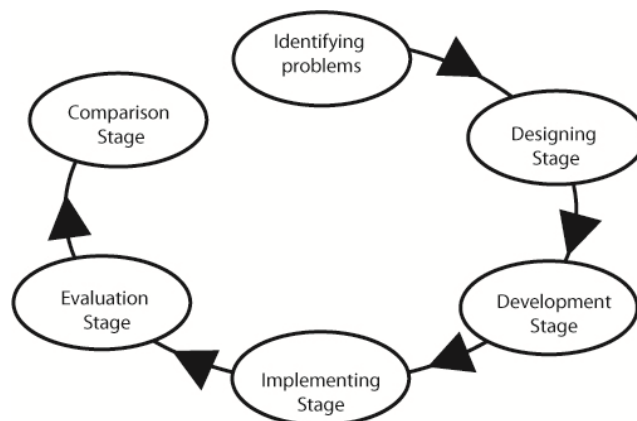 Identifying
problems
Designing
Stage
Development
Stage
Implementing
Stage
Evaluation
Stage
Comparison
Stage